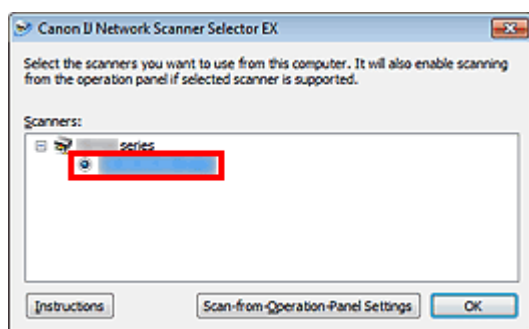 Canon IJ Network Scanner Selector EX
Select the scanners you want to use from this computer. It will also enable scanning
from the operation panel if selected scanner is supported.
Scanners:
series
Instructions
Scan-from-Operation-Panel Settings
OK